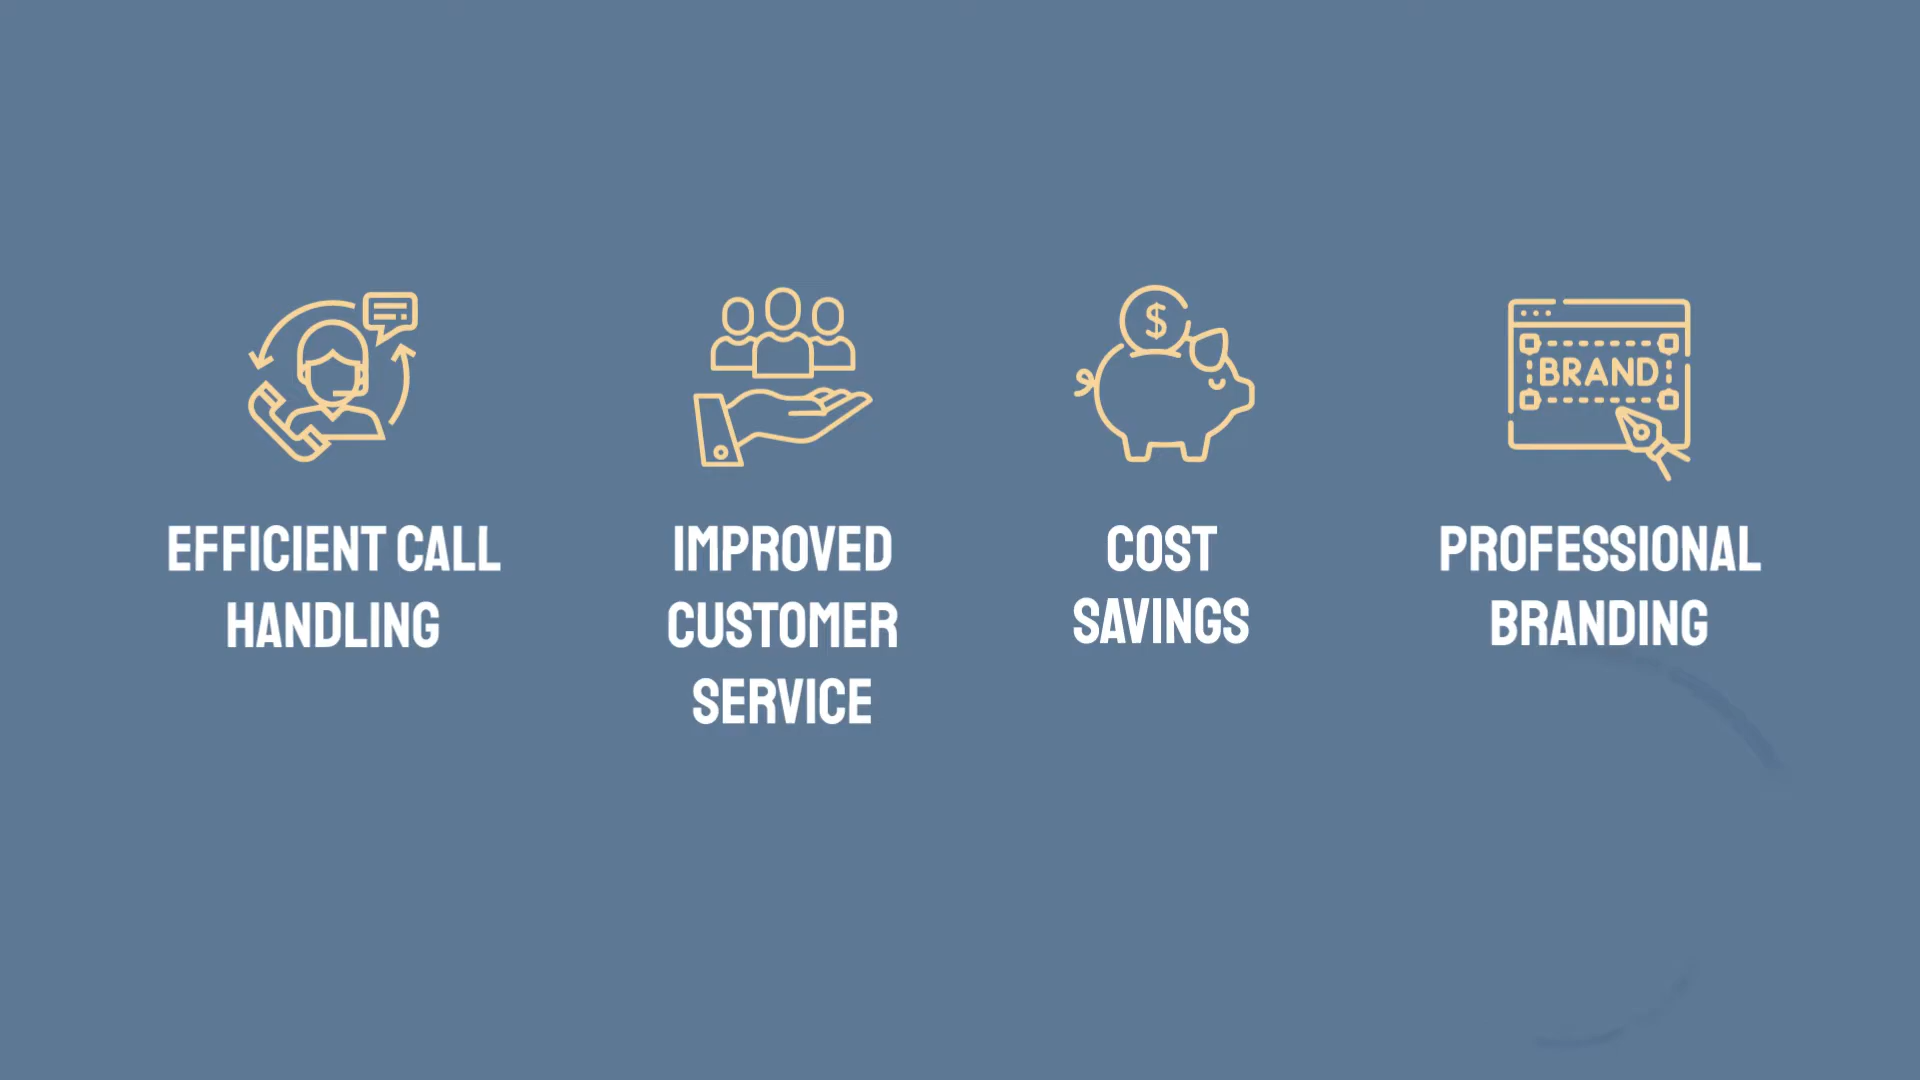 $
BRAND
EFFICIENT CALL
HANDLING
IMPROVED
CUSTOMER
SERVICE
COST
SAVINGS
PROFESSIONAL
BRANDING